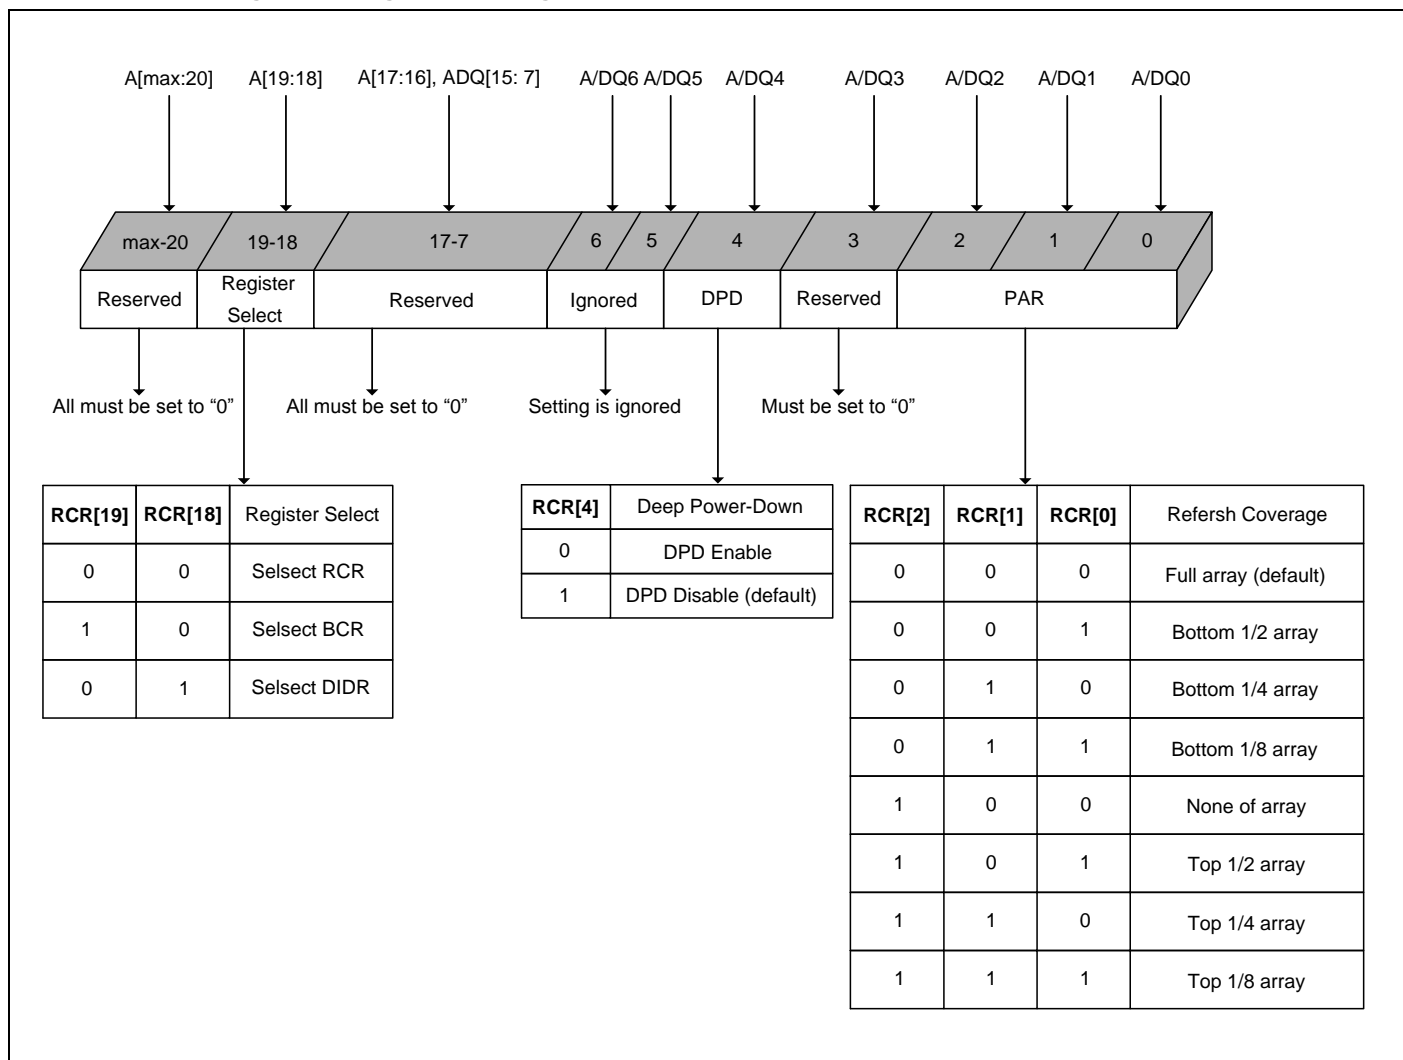 A[max:20] A[19:18] A[17:16], ADQ[15: 7] A/DQ6 A/DQ5 A/DQ4 A/DQ3 A/DQ2 A/DQ1 A/DQ0
max-20 19-18 17-7 6 5 4 3 2 1 0
Reserved Register Select Reserved Ignored DPD Reserved PAR
All must be set to “0” All must be set to “0” Setting is ignored Must be set to “0”
RCR[19] RCR[18] Register Select
0 0 Selsect RCR
1 0 Selsect BCR
0 1 Selsect DIDR
RCR[4] Deep Power-Down
0 DPD Enable
1 DPD Disable (default)
RCR[2] RCR[1] RCR[0] Refersh Coverage
0 0 0 Full array (default)
0 0 1 Bottom 1/2 array
0 1 0 Bottom 1/4 array
0 1 1 Bottom 1/8 array
1 0 0 None of array
1 0 1 Top 1/2 array
1 1 0 Top 1/4 array
1 1 1 Top 1/8 array